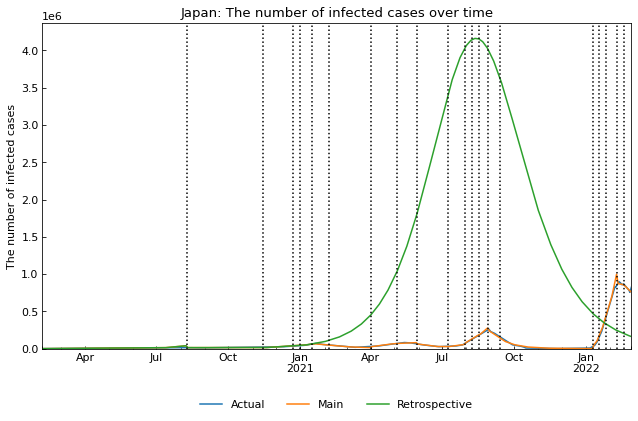 Japan: The number of infected cases over time
1e6
The number of infected cases
4.0
3.5
3.0
2.5
2.0
1.5
1.0
0.5
0.0
Apr Jul Oct Jan Apr Jul Oct Jan
2021 2022
Actual Main Retrospective